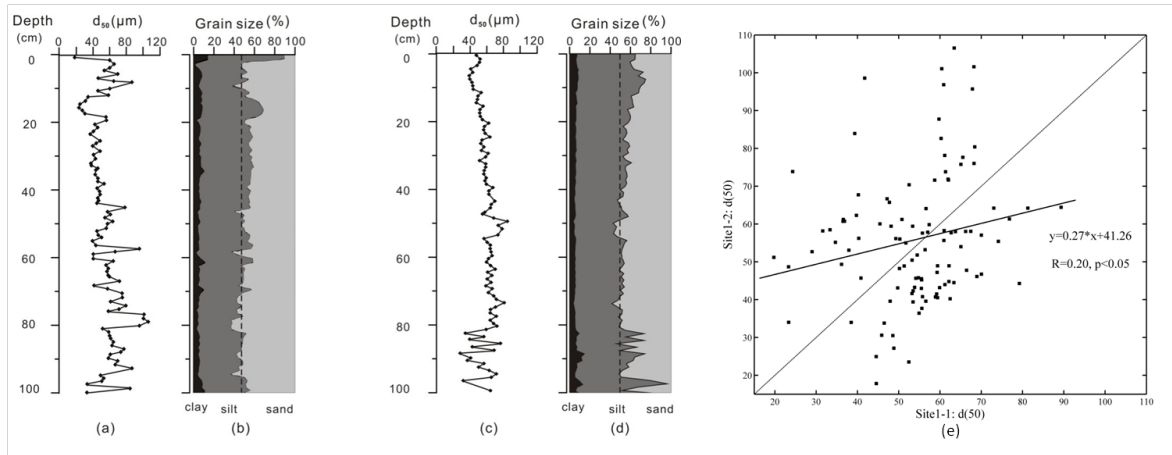 Depth
(cm)
d₅₀(µm)
0 40 80 120
Grain size (%)
0 20 40 60 80 100
0
20
40
60
80
100
clay silt sand
(a)
(b)
Depth
(cm)
d₅₀(µm)
0 40 80 120
Grain size (%)
0 20 40 60 80 100
0
20
40
60
80
100
clay silt sand
(c)
(d)
110
100
90
80
70
60
50
40
30
20
Site1-2: d(50)
y=0.27*x+41.26
R=0.20, p<0.05
20 30 40 50 60 70 80 90 100 110
Site1-1: d(50)
(e)